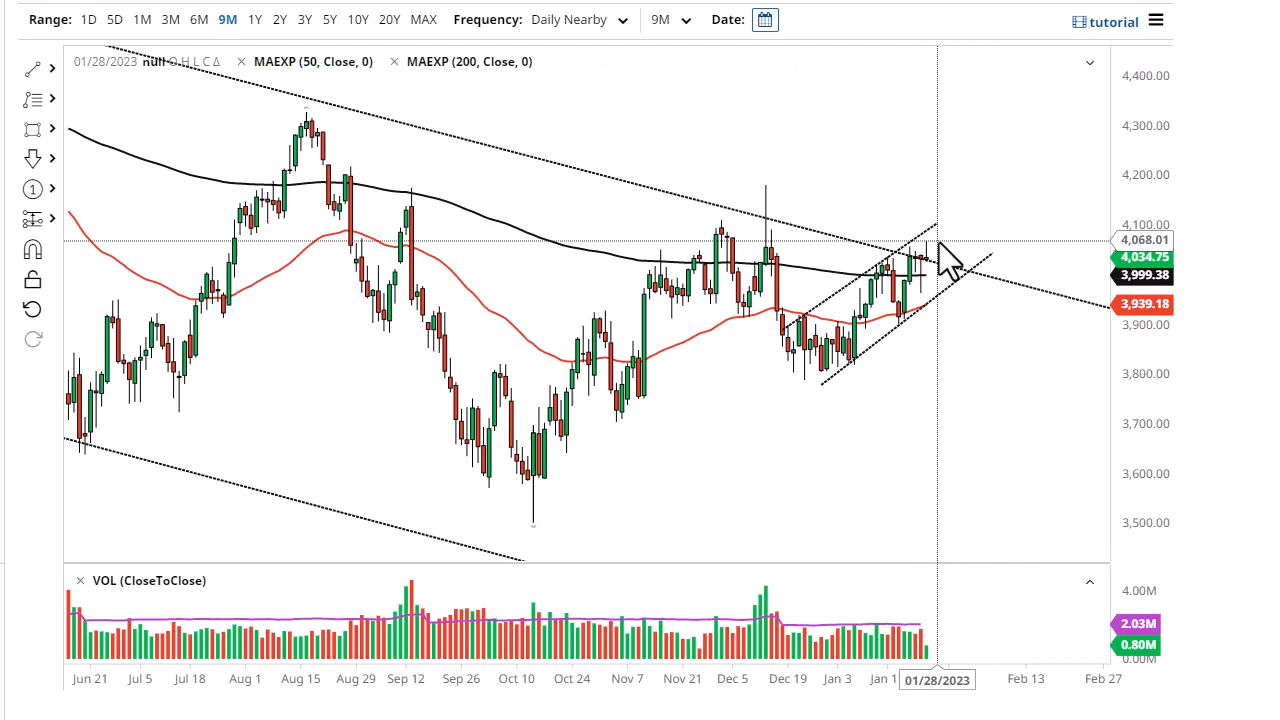 Range: 1D 5D 1M 3M 6M 9M 1Y 2Y 3Y 5Y 10Y 20Y MAX Frequency: Daily Nearby 9M Date: tutorial
01/28/2023 null O H L C Δ × MAEXP (50, Close, 0) × MAEXP (200, Close, 0)
4,400.00
4,300.00
4,200.00
4,100.00
4,068.01
4,034.75
3,999.38
3,939.18
3,900.00
3,800.00
3,700.00
3,600.00
3,500.00
1
× VOL (CloseToClose)
4.00M
2.03M
0.80M
0.00M
Jun 21 Jul 5 Jul 18 Aug 1 Aug 15 Aug 29 Sep 12 Sep 26 Oct 10 Oct 24 Nov 7 Nov 21 Dec 5 Dec 19 Jan 3 Jan 1 01/28/2023 Feb 13 Feb 27